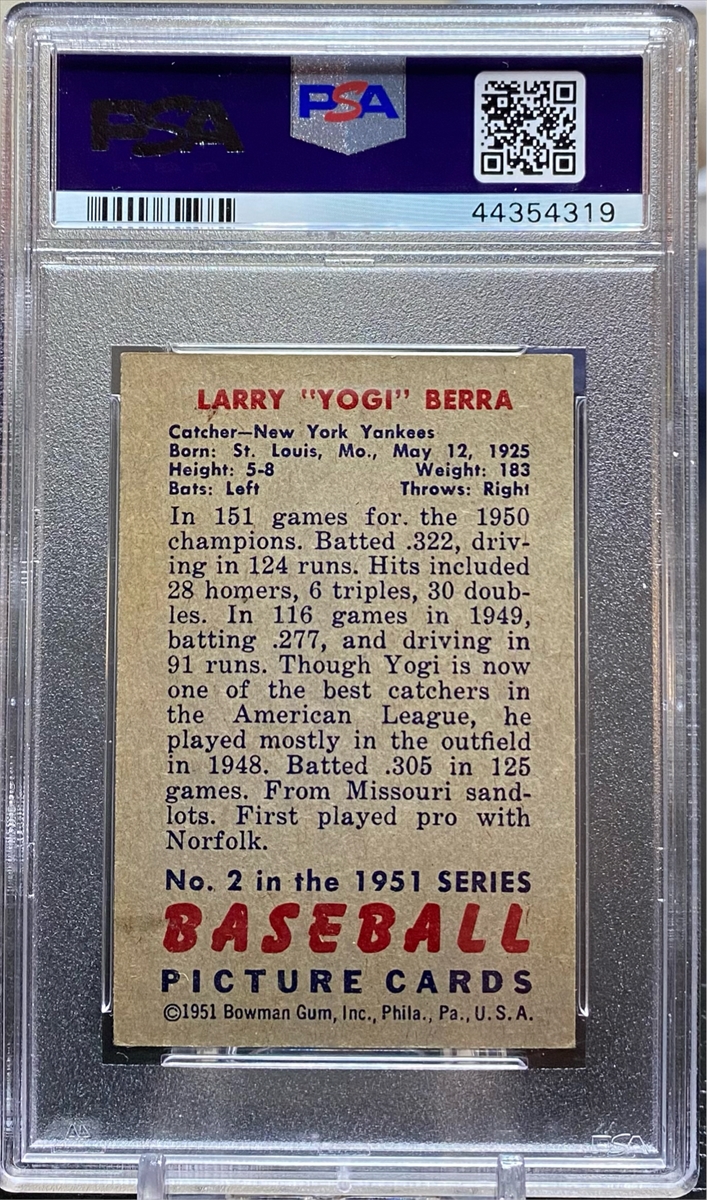 PSA
PSA
44354319
LARRY "YOGI" BERRA
Catcher—New York Yankees
Born: St. Louis, Mo., May 12, 1925
Height: 5-8 Weight: 183
Bats: Left Throws: Right
In 151 games for. the 1950
champions. Batted .322, driv-
ing in 124 runs. Hits included
28 homers, 6 triples, 30 doub-
les. In 116 games in 1949,
batting .277, and driving in
91 runs. Though Yogi is now
one of the best catchers in
the American League, he
played mostly in the outfield
in 1948. Batted .305 in 125
games. From Missouri sand-
lots. First played pro with
Norfolk.
No. 2 in the 1951 SERIES
BASEBALL
PICTURE CARDS
©1951 Bowman Gum, Inc., Phila., Pa., U. S. A.
PSA